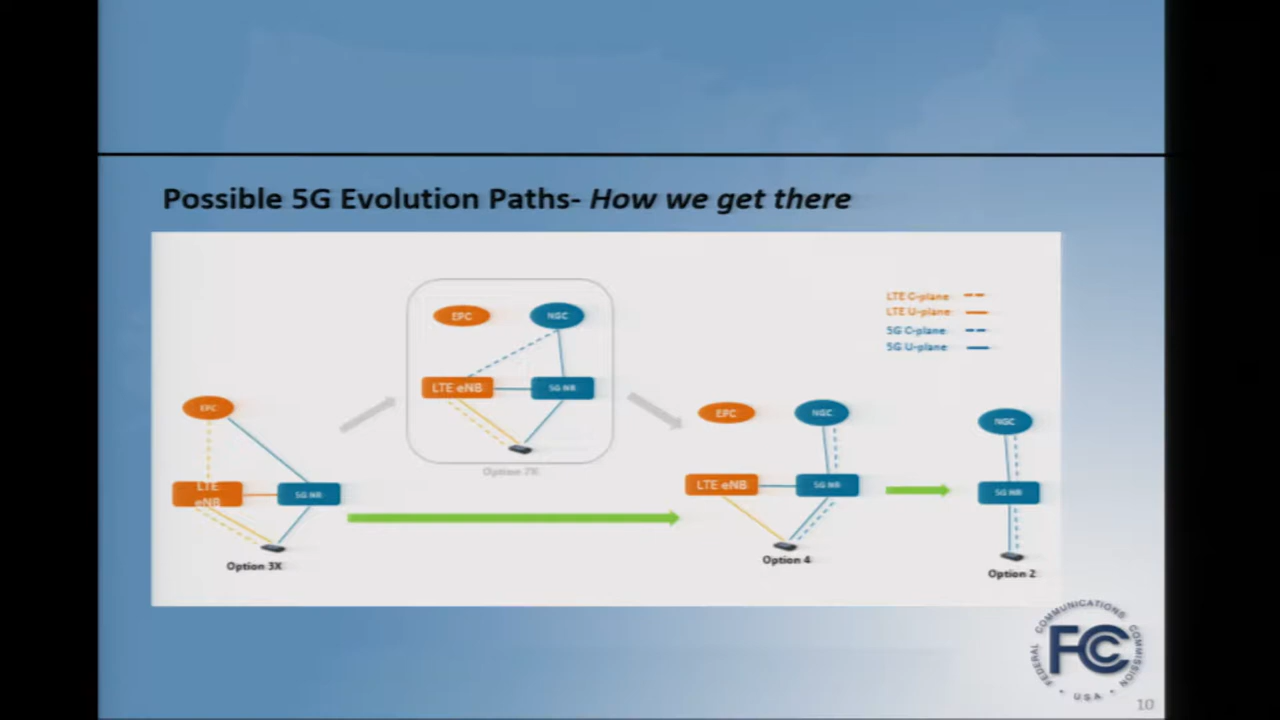 Possible 5G Evolution Paths- How we get there
LTE C-plane
LTE U-plane
5G C-plane
5G U-plane
EPC
NGC
LTE eNB
5G NR
Option 7X
EPC
LTE
eNB
5G NR
Option 3X
EPC
NGC
LTE eNB
5G NR
Option 4
NGC
5G NR
Option 2
FEDERAL COMMUNICATIONS COMMISSION
FCC
• U.S.A. •
10